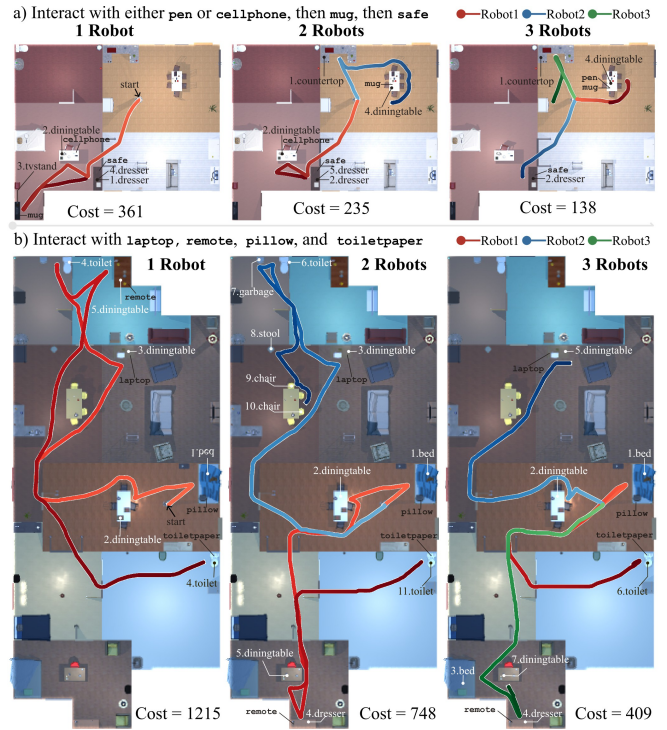 a) Interact with either pen or cellphone, then mug, then safe
Robot1 Robot2 Robot3
1 Robot
2 Robots
3 Robots
start
2.diningtable
cellphone
3.tvstand
safe
4.dresser
1.dresser
mug
Cost = 361
1.countertop
mug
4.diningtable
2.diningtable
cellphone
safe
5.dresser
2.dresser
Cost = 235
4.diningtable
1.countertop
pen
mug
safe
2.dresser
Cost = 138
b) Interact with laptop, remote, pillow, and toiletpaper
Robot1 Robot2 Robot3
1 Robot
2 Robots
3 Robots
4.toilet
remote
5.diningtable
3.diningtable
laptop
1.bed
pillow
start
2.diningtable
toiletpaper
4.toilet
Cost = 1215
6.toilet
7.garbage
8.stool
3.diningtable
laptop
9.chair
10.chair
1.bed
2.diningtable
pillow
toiletpaper
11.toilet
5.diningtable
remote
4.dresser
Cost = 748
5.diningtable
laptop
1.bed
2.diningtable
pillow
toiletpaper
6.toilet
3.bed
7.diningtable
remote
4.dresser
Cost = 409